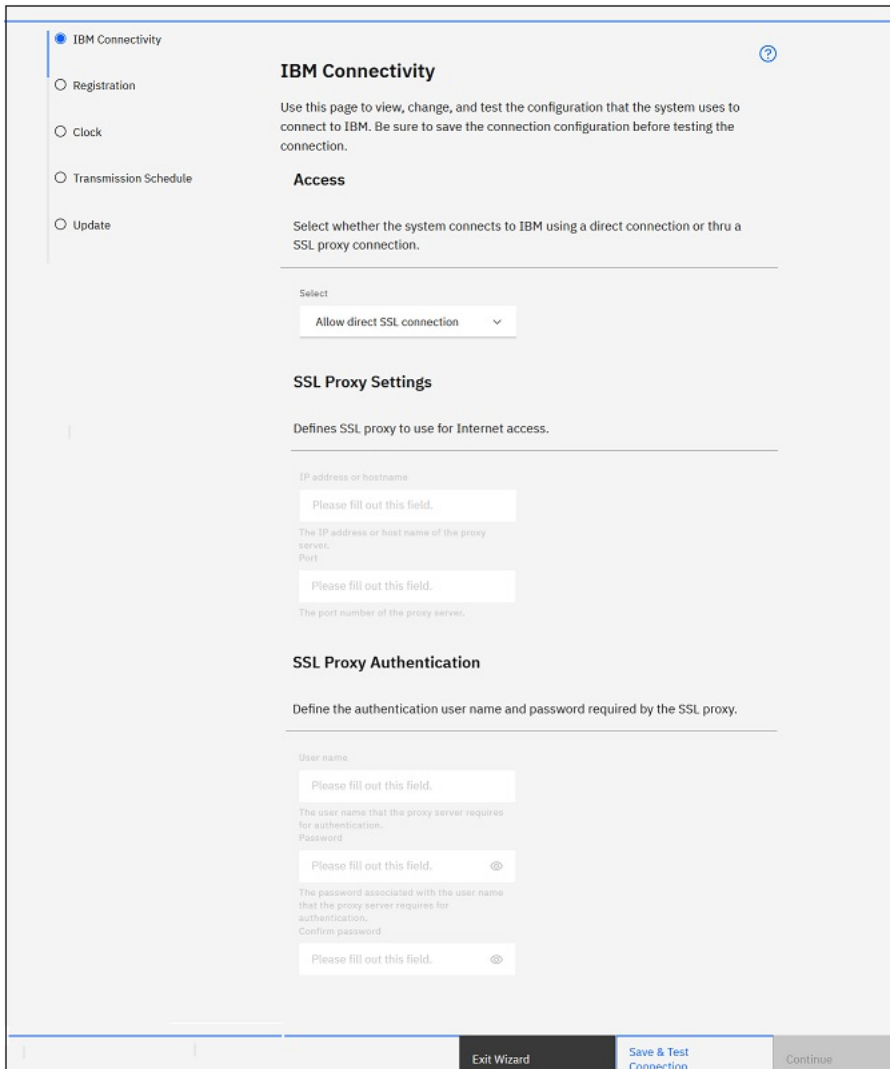 IBM Connectivity
Registration
Clock
Transmission Schedule
Update
IBM Connectivity
Use this page to view, change, and test the configuration that the system uses to
connect to IBM. Be sure to save the connection configuration before testing the
connection.
Access
Select whether the system connects to IBM using a direct connection or thru a
SSL proxy connection.
Select
Allow direct SSL connection
SSL Proxy Settings
Defines SSL proxy to use for Internet access.
IP address or hostname
Please fill out this field.
The IP address or host name of the proxy
server.
Port
Please fill out this field.
The port number of the proxy server.
SSL Proxy Authentication
Define the authentication user name and password required by the SSL proxy.
User name
Please fill out this field.
The user name that the proxy server requires
for authentication.
Password
Please fill out this field.
The password associated with the user name
that the proxy server requires for
authentication.
Confirm password
Please fill out this field.
Exit Wizard
Save & Test
Connection
Continue